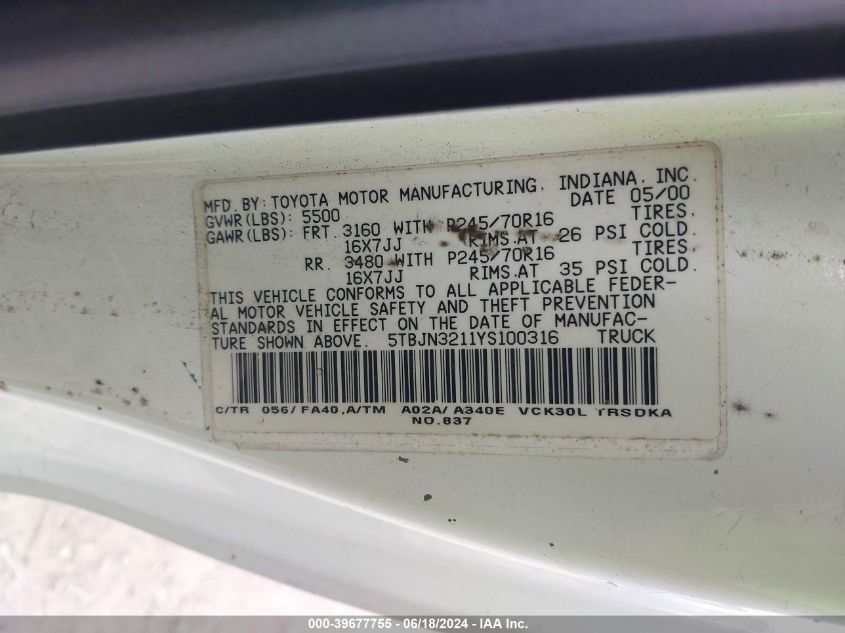 MFD. BY: TOYOTA MOTOR MANUFACTURING, INDIANA, INC.
GVWR(LBS): 5500 DATE 05/00
GAWR(LBS): FRT. 3160 WITH P245/70R16 TIRES.
16X7JJ RIMS.AT 26 PSI COLD.
RR. 3480 WITH P245/70R16 TIRES.
16X7JJ RIMS.AT 35 PSI COLD.
THIS VEHICLE CONFORMS TO ALL APPLICABLE FEDER-
AL MOTOR VEHICLE SAFETY AND THEFT PREVENTION
STANDARDS IN EFFECT ON THE DATE OF MANUFAC-
TURE SHOWN ABOVE. 5TBJN3211YS100316 TRUCK
C/TR 056/ FA40,A/TM A02A/ A340E VCK30L TRSDKA
NO.837
000-39677755 - 06/18/2024 - IAA Inc.